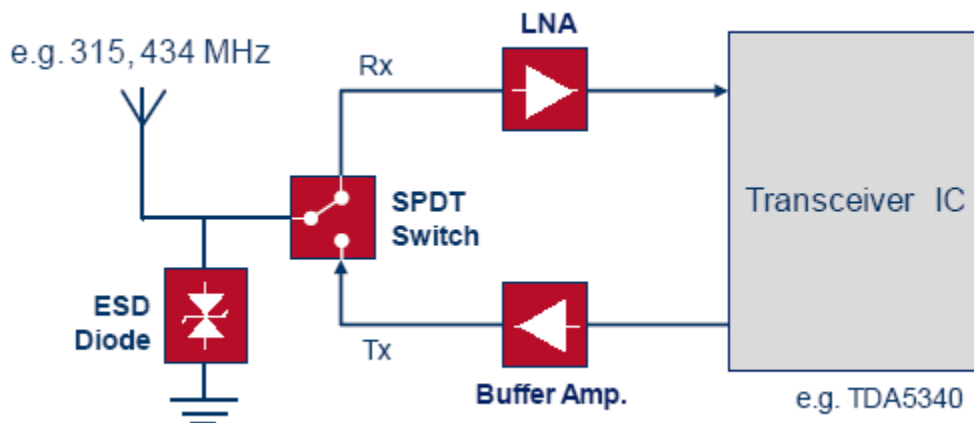 LNA
e.g. 315, 434 MHz
Rx
SPDT
Switch
Transceiver IC
ESD
Diode
Tx
Buffer Amp.
e.g. TDA5340